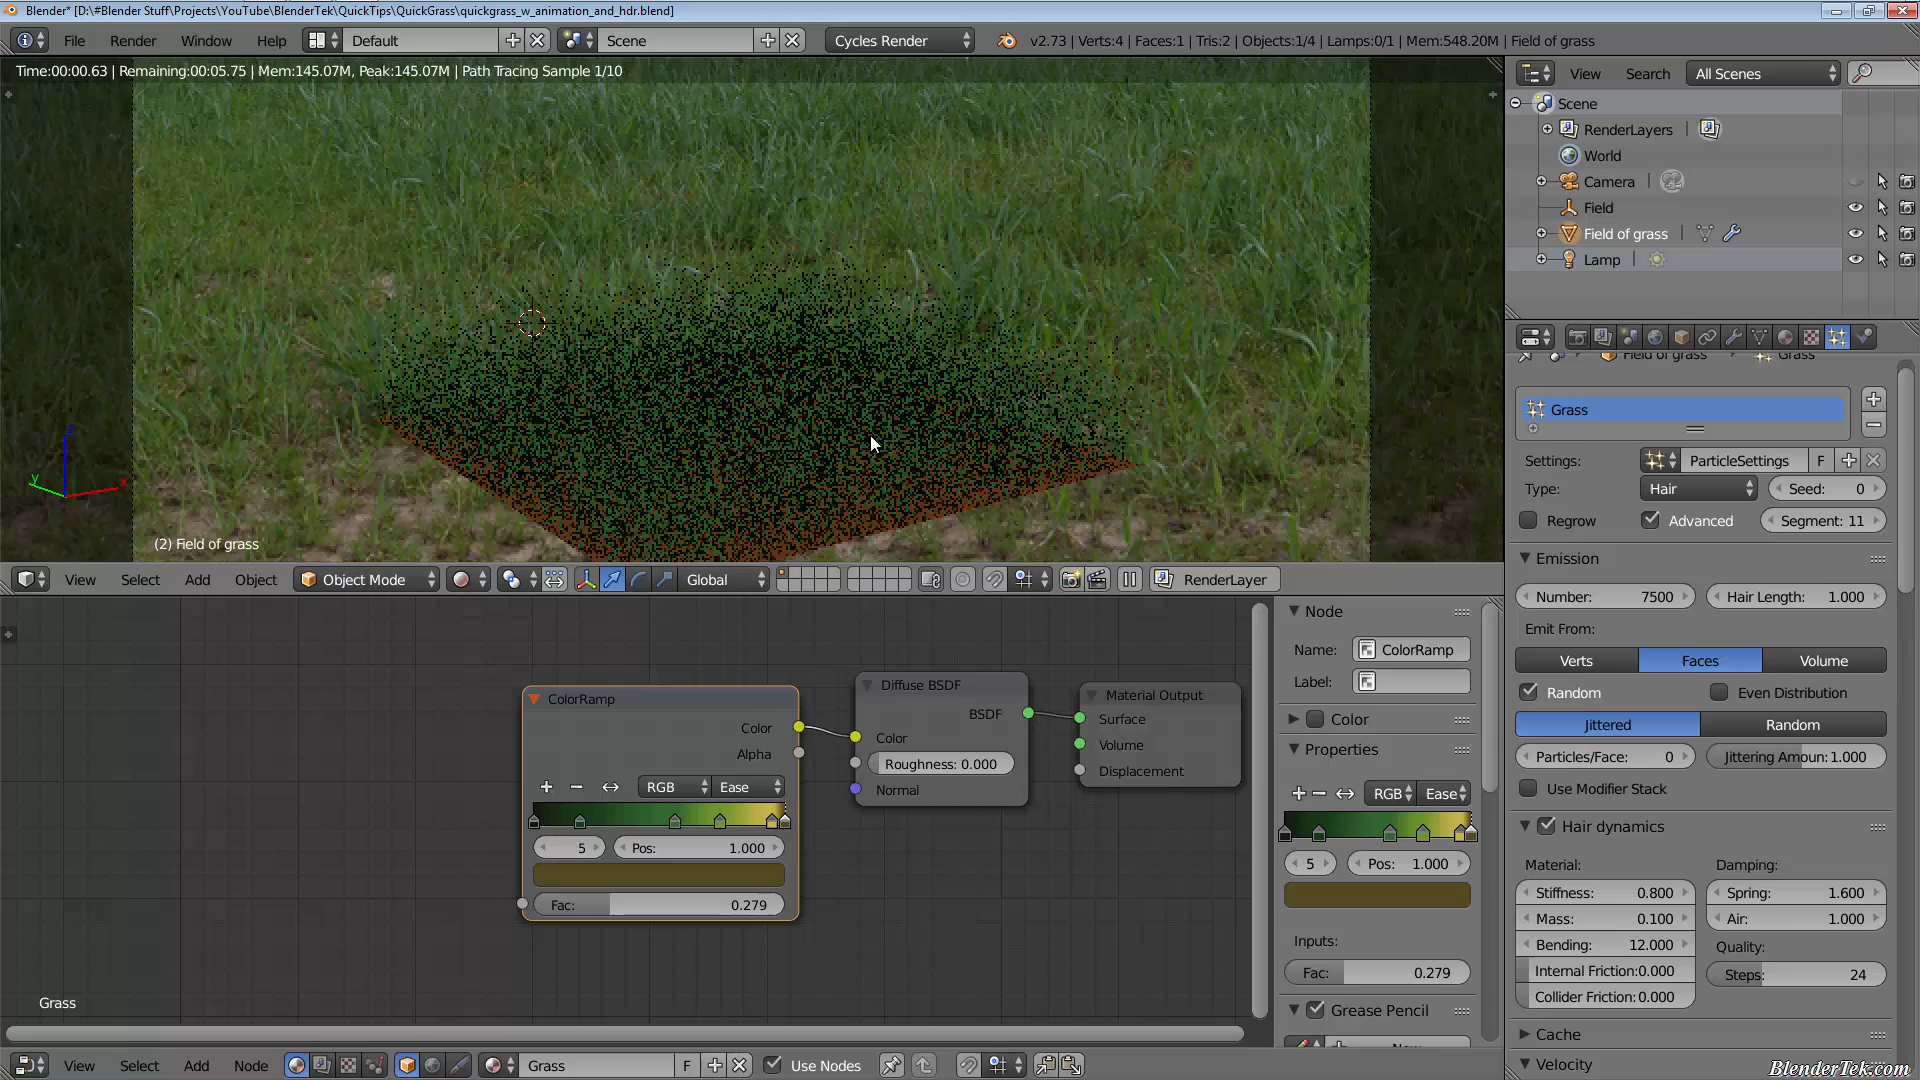 Blender* [D:\#Blender Stuff\Projects\YouTube\BlenderTek\QuickTips\QuickGrass\quickgrass_w_animation_and_hdr.blend]
File Render Window Help Default Scene Cycles Render v2.73 | Verts:4 | Faces:1 | Tris:2 | Objects:1/4 | Lamps:0/1 | Mem:548.20M | Field of grass
Time:00:00.63 | Remaining:00:05.75 | Mem:145.07M, Peak:145.07M | Path Tracing Sample 1/10
y x z
(2) Field of grass
View Select Add Object Object Mode Global RenderLayer
ColorRamp
Color
Alpha
RGB Ease
5 Pos: 1.000
Fac: 0.279
Diffuse BSDF
BSDF
Color
Roughness: 0.000
Normal
Material Output
Surface
Volume
Displacement
Grass
Node
Name: ColorRamp
Label:
Color
Properties
RGB Ease
5 Pos: 1.000
Inputs:
Fac: 0.279
Grease Pencil
New
View Select Add Node Grass F Use Nodes
View Search All Scenes
Scene
RenderLayers |
World
Camera |
Field
Field of grass |
Lamp |
Field of grass Grass
Grass
Settings: ParticleSettings F
Type: Hair Seed: 0
Regrow Advanced Segment: 11
Emission
Number: 7500 Hair Length: 1.000
Emit From:
Verts Faces Volume
Random Even Distribution
Jittered Random
Particles/Face: 0 Jittering Amoun: 1.000
Use Modifier Stack
Hair dynamics
Material: Damping:
Stiffness: 0.800 Spring: 1.600
Mass: 0.100 Air: 1.000
Bending: 12.000 Quality:
Internal Friction:0.000 Steps: 24
Collider Friction: 0.000
Cache
Velocity
BlenderTek.com